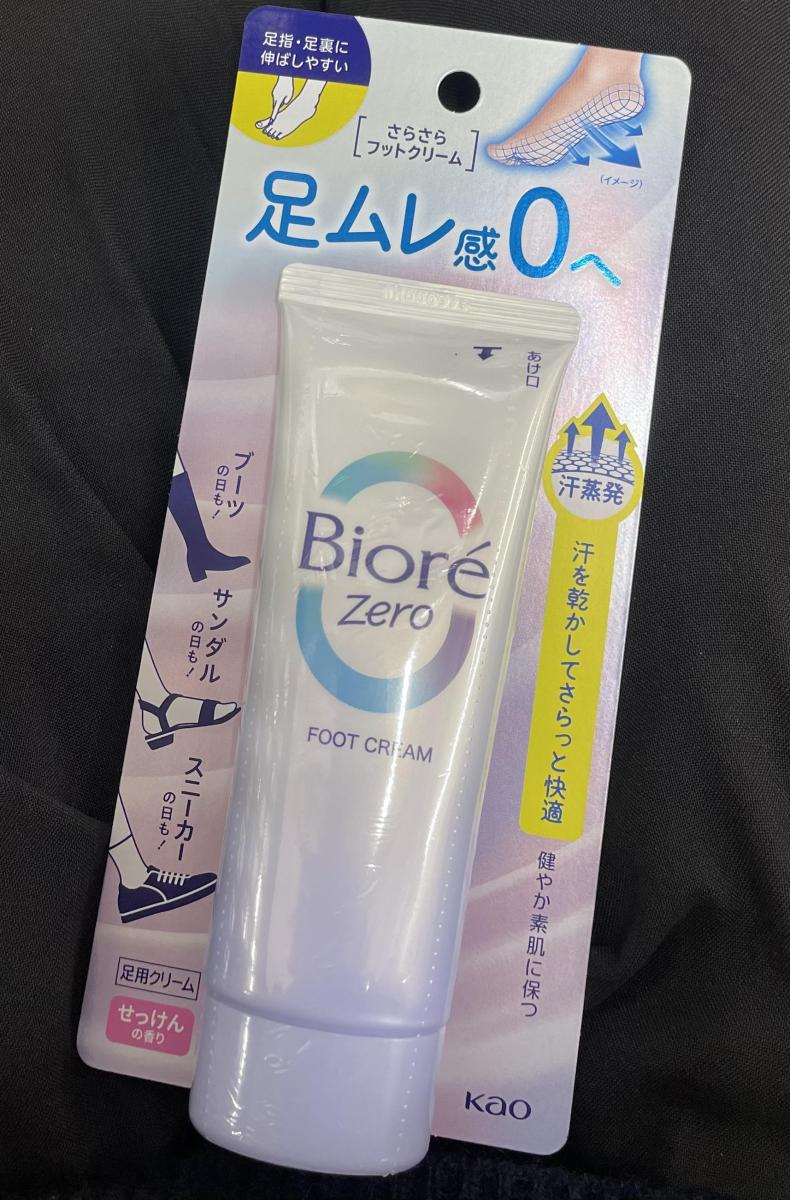 足指・足裏に
伸ばしやすい
さらさら
フットクリーム
(イメージ)
足ムレ感0へ
あけ口
汗蒸発
汗を乾かしてさらっと快適
健やか素肌に保つ
ブーツ
の日も!
サンダル
の日も!
スニーカー
の日も!
Bioré
Zero
FOOT CREAM
足用クリーム
せっけん
の香り
Kao